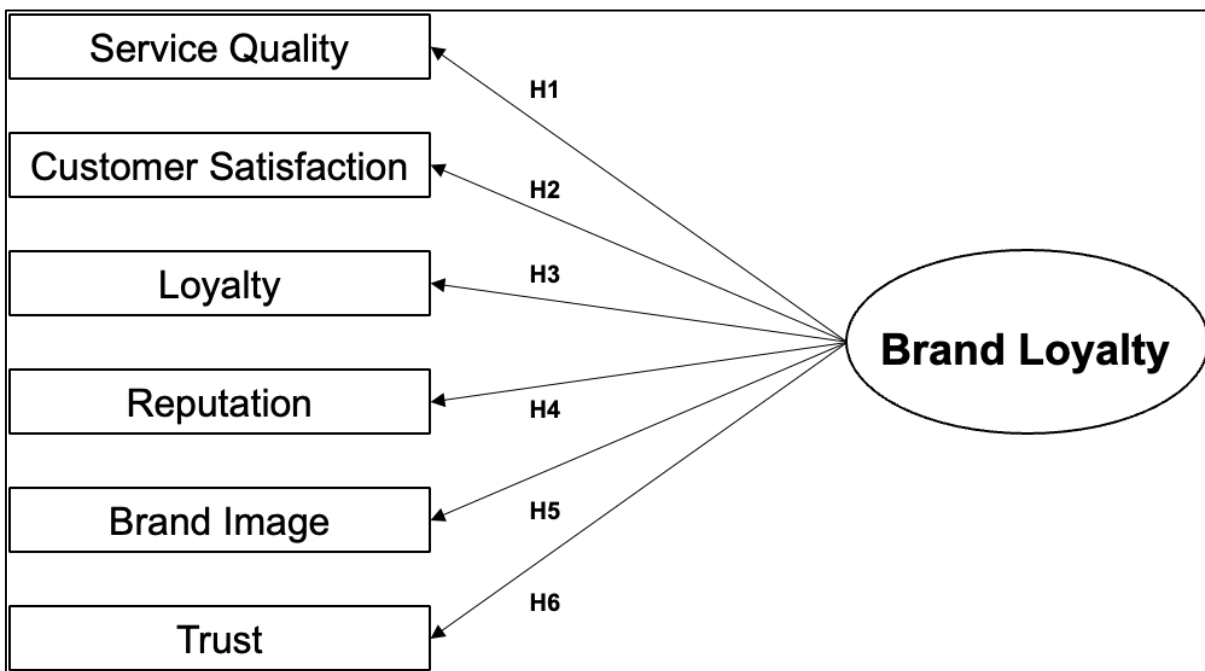 Service Quality
H1
Customer Satisfaction
H2
Loyalty
H3
Brand Loyalty
Reputation
H4
Brand Image
H5
Trust
H6